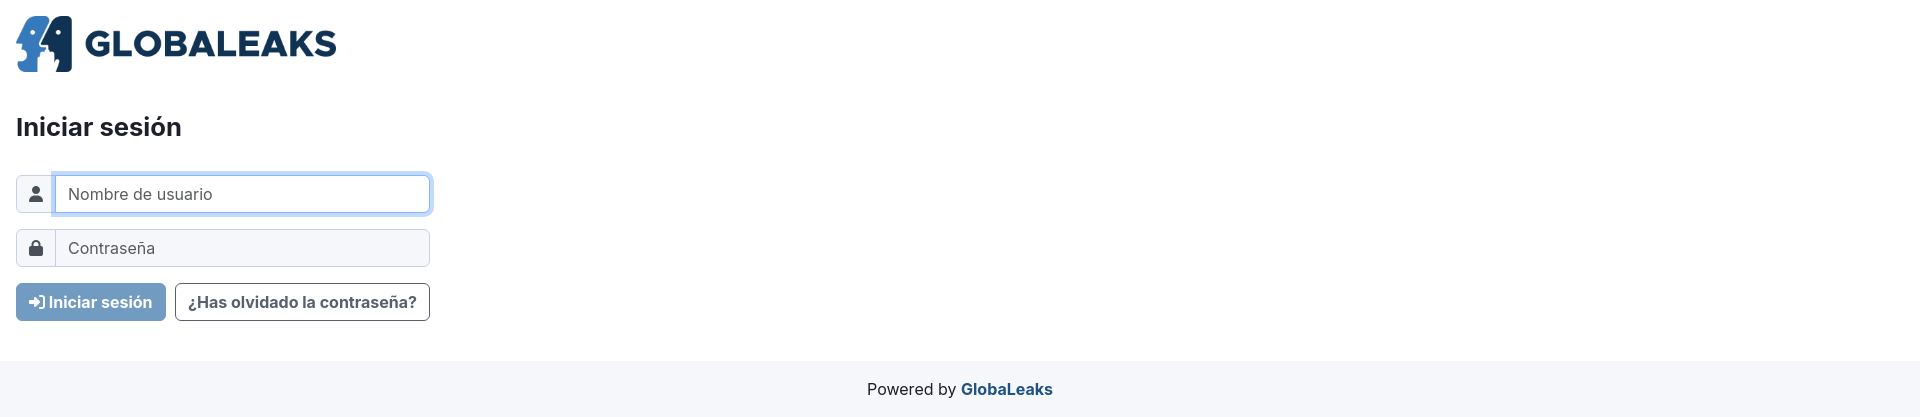 GLOBALEAKS
Iniciar sesión
Nombre de usuario
Contraseña
Iniciar sesión ¿Has olvidado la contraseña?
Powered by GlobaLeaks